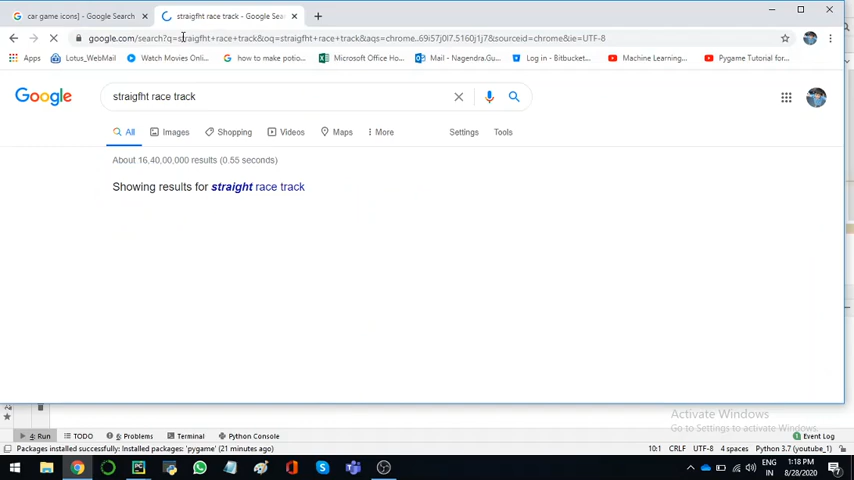 car game icons] - Google Search
straigfht race track - Google Sear
google.com/search?q=straigfht+race+track&oq=straigfht+race+track&aqs=chrome..69i57j0l7.5160j1j7&sourceid=chrome&ie=UTF-8
Apps Lotus_WebMail Watch Movies Onli... how to make potio... Microsoft Office Ho... Mail - Nagendra.Gu... Log in - Bitbucket... Machine Learning... Pygame Tutorial for...
Google
straigfht race track
All Images Shopping Videos Maps More Settings Tools
About 16,40,00,000 results (0.55 seconds)
Showing results for straight race track
Activate Windows
Go to Settings to activate Windows.
4: Run TODO 6: Problems Terminal Python Console Event Log
Packages installed successfully: Installed packages: 'pygame' (21 minutes ago) 10:1 CRLF UTF-8 4 spaces Python 3.7 (youtube_1)
ENG
IN
1:18 PM
8/28/2020